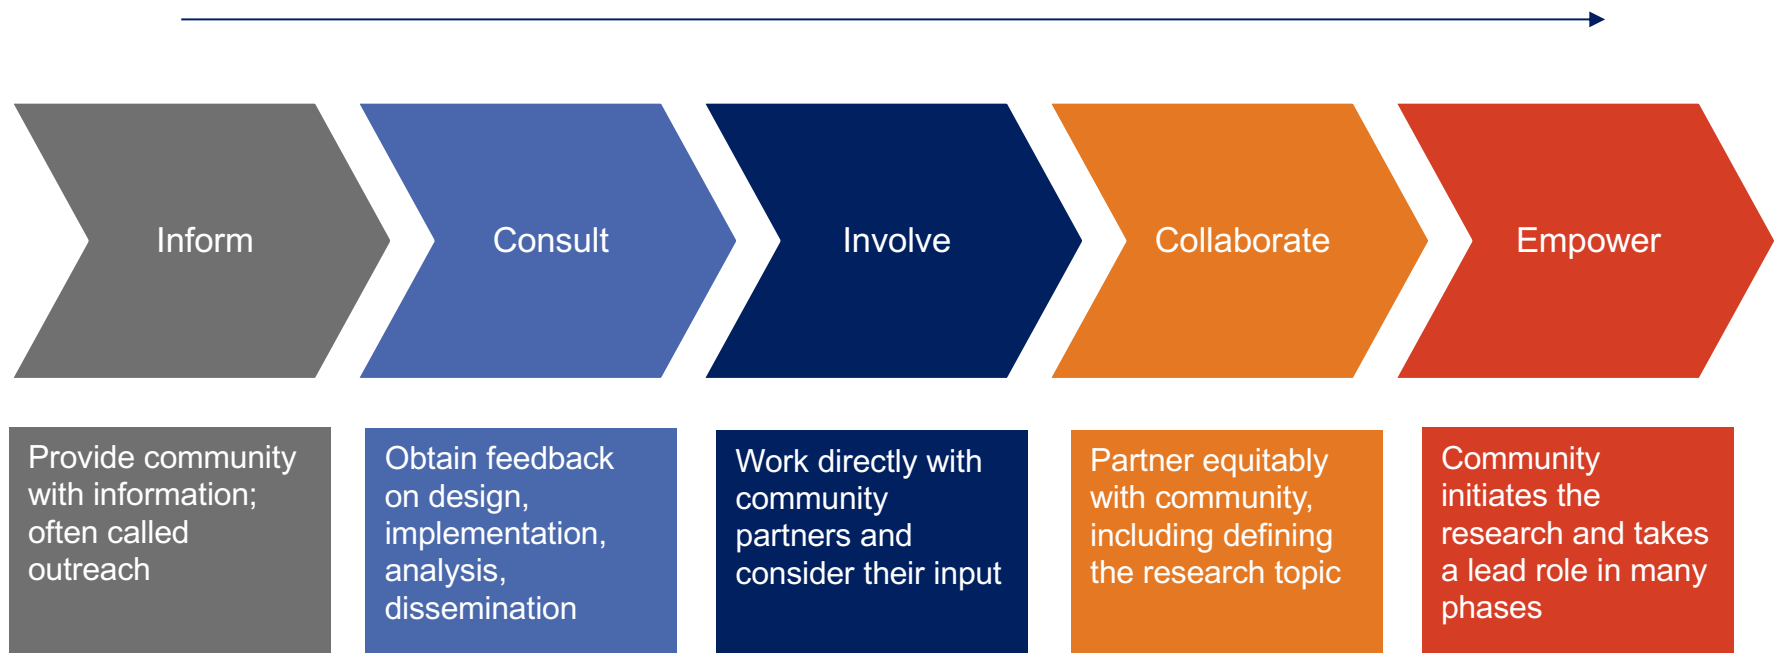 Inform
Consult
Involve
Collaborate
Empower
Provide community
with information;
often called
outreach
Obtain feedback
on design,
implementation,
analysis,
dissemination
Work directly with
community
partners and
consider their input
Partner equitably
with community,
including defining
the research topic
Community
initiates the
research and takes
a lead role in many
phases